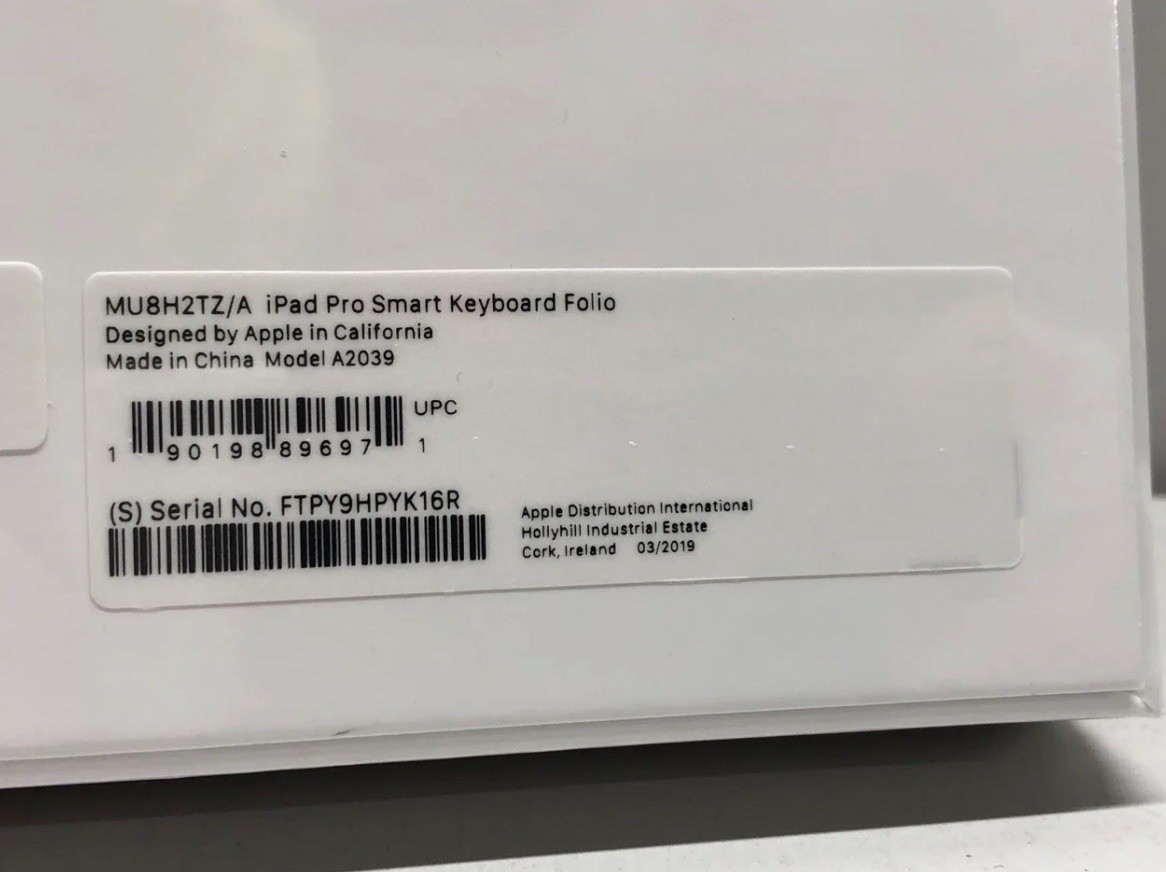 MU8H2TZ/A iPad Pro Smart Keyboard Folio
Designed by Apple in California
Made in China Model A2039
UPC
1 90198 89697 1
(S) Serial No. FTPY9HPYK16R
Apple Distribution International
Hollyhill Industrial Estate
Cork, Ireland 03/2019